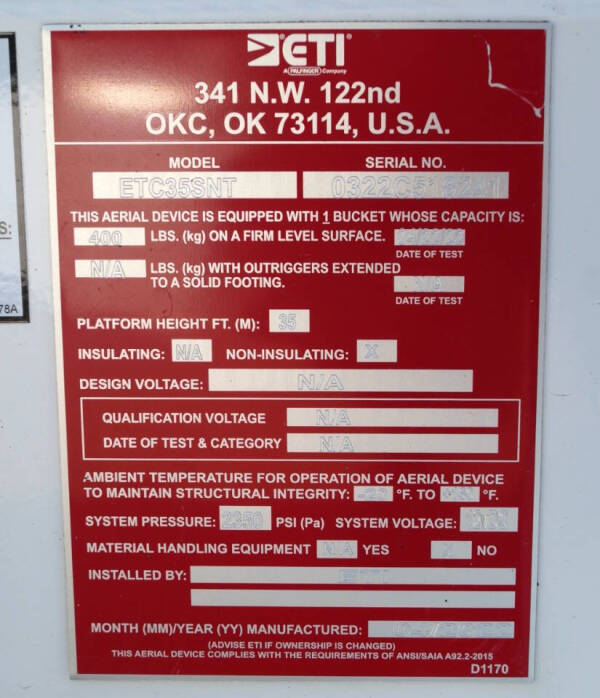 ETI
A PALFINGER Company
341 N.W. 122nd
OKC, OK 73114, U.S.A.
MODEL SERIAL NO.
ETC35SNT
THIS AERIAL DEVICE IS EQUIPPED WITH 1 BUCKET WHOSE CAPACITY IS:
400 LBS. (kg) ON A FIRM LEVEL SURFACE.
DATE OF TEST
N/A LBS. (kg) WITH OUTRIGGERS EXTENDED
TO A SOLID FOOTING. N/A
DATE OF TEST
PLATFORM HEIGHT FT. (M): 35
INSULATING: N/A NON-INSULATING: X
DESIGN VOLTAGE: N/A
QUALIFICATION VOLTAGE N/A
DATE OF TEST & CATEGORY N/A
AMBIENT TEMPERATURE FOR OPERATION OF AERIAL DEVICE
TO MAINTAIN STRUCTURAL INTEGRITY: °F. TO °F.
SYSTEM PRESSURE: PSI (Pa) SYSTEM VOLTAGE:
MATERIAL HANDLING EQUIPMENT N/A YES X NO
INSTALLED BY: ETI
MONTH (MM)/YEAR (YY) MANUFACTURED:
(ADVISE ETI IF OWNERSHIP IS CHANGED)
THIS AERIAL DEVICE COMPLIES WITH THE REQUIREMENTS OF ANSI/SAIA A92.2-2015
D1170
S:
78A